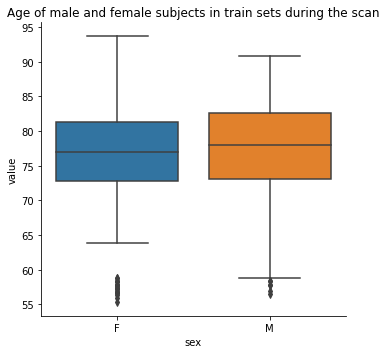 Age of male and female subjects in train sets during the scan
95
90
85
80
75
70
65
60
55
value
F M
sex